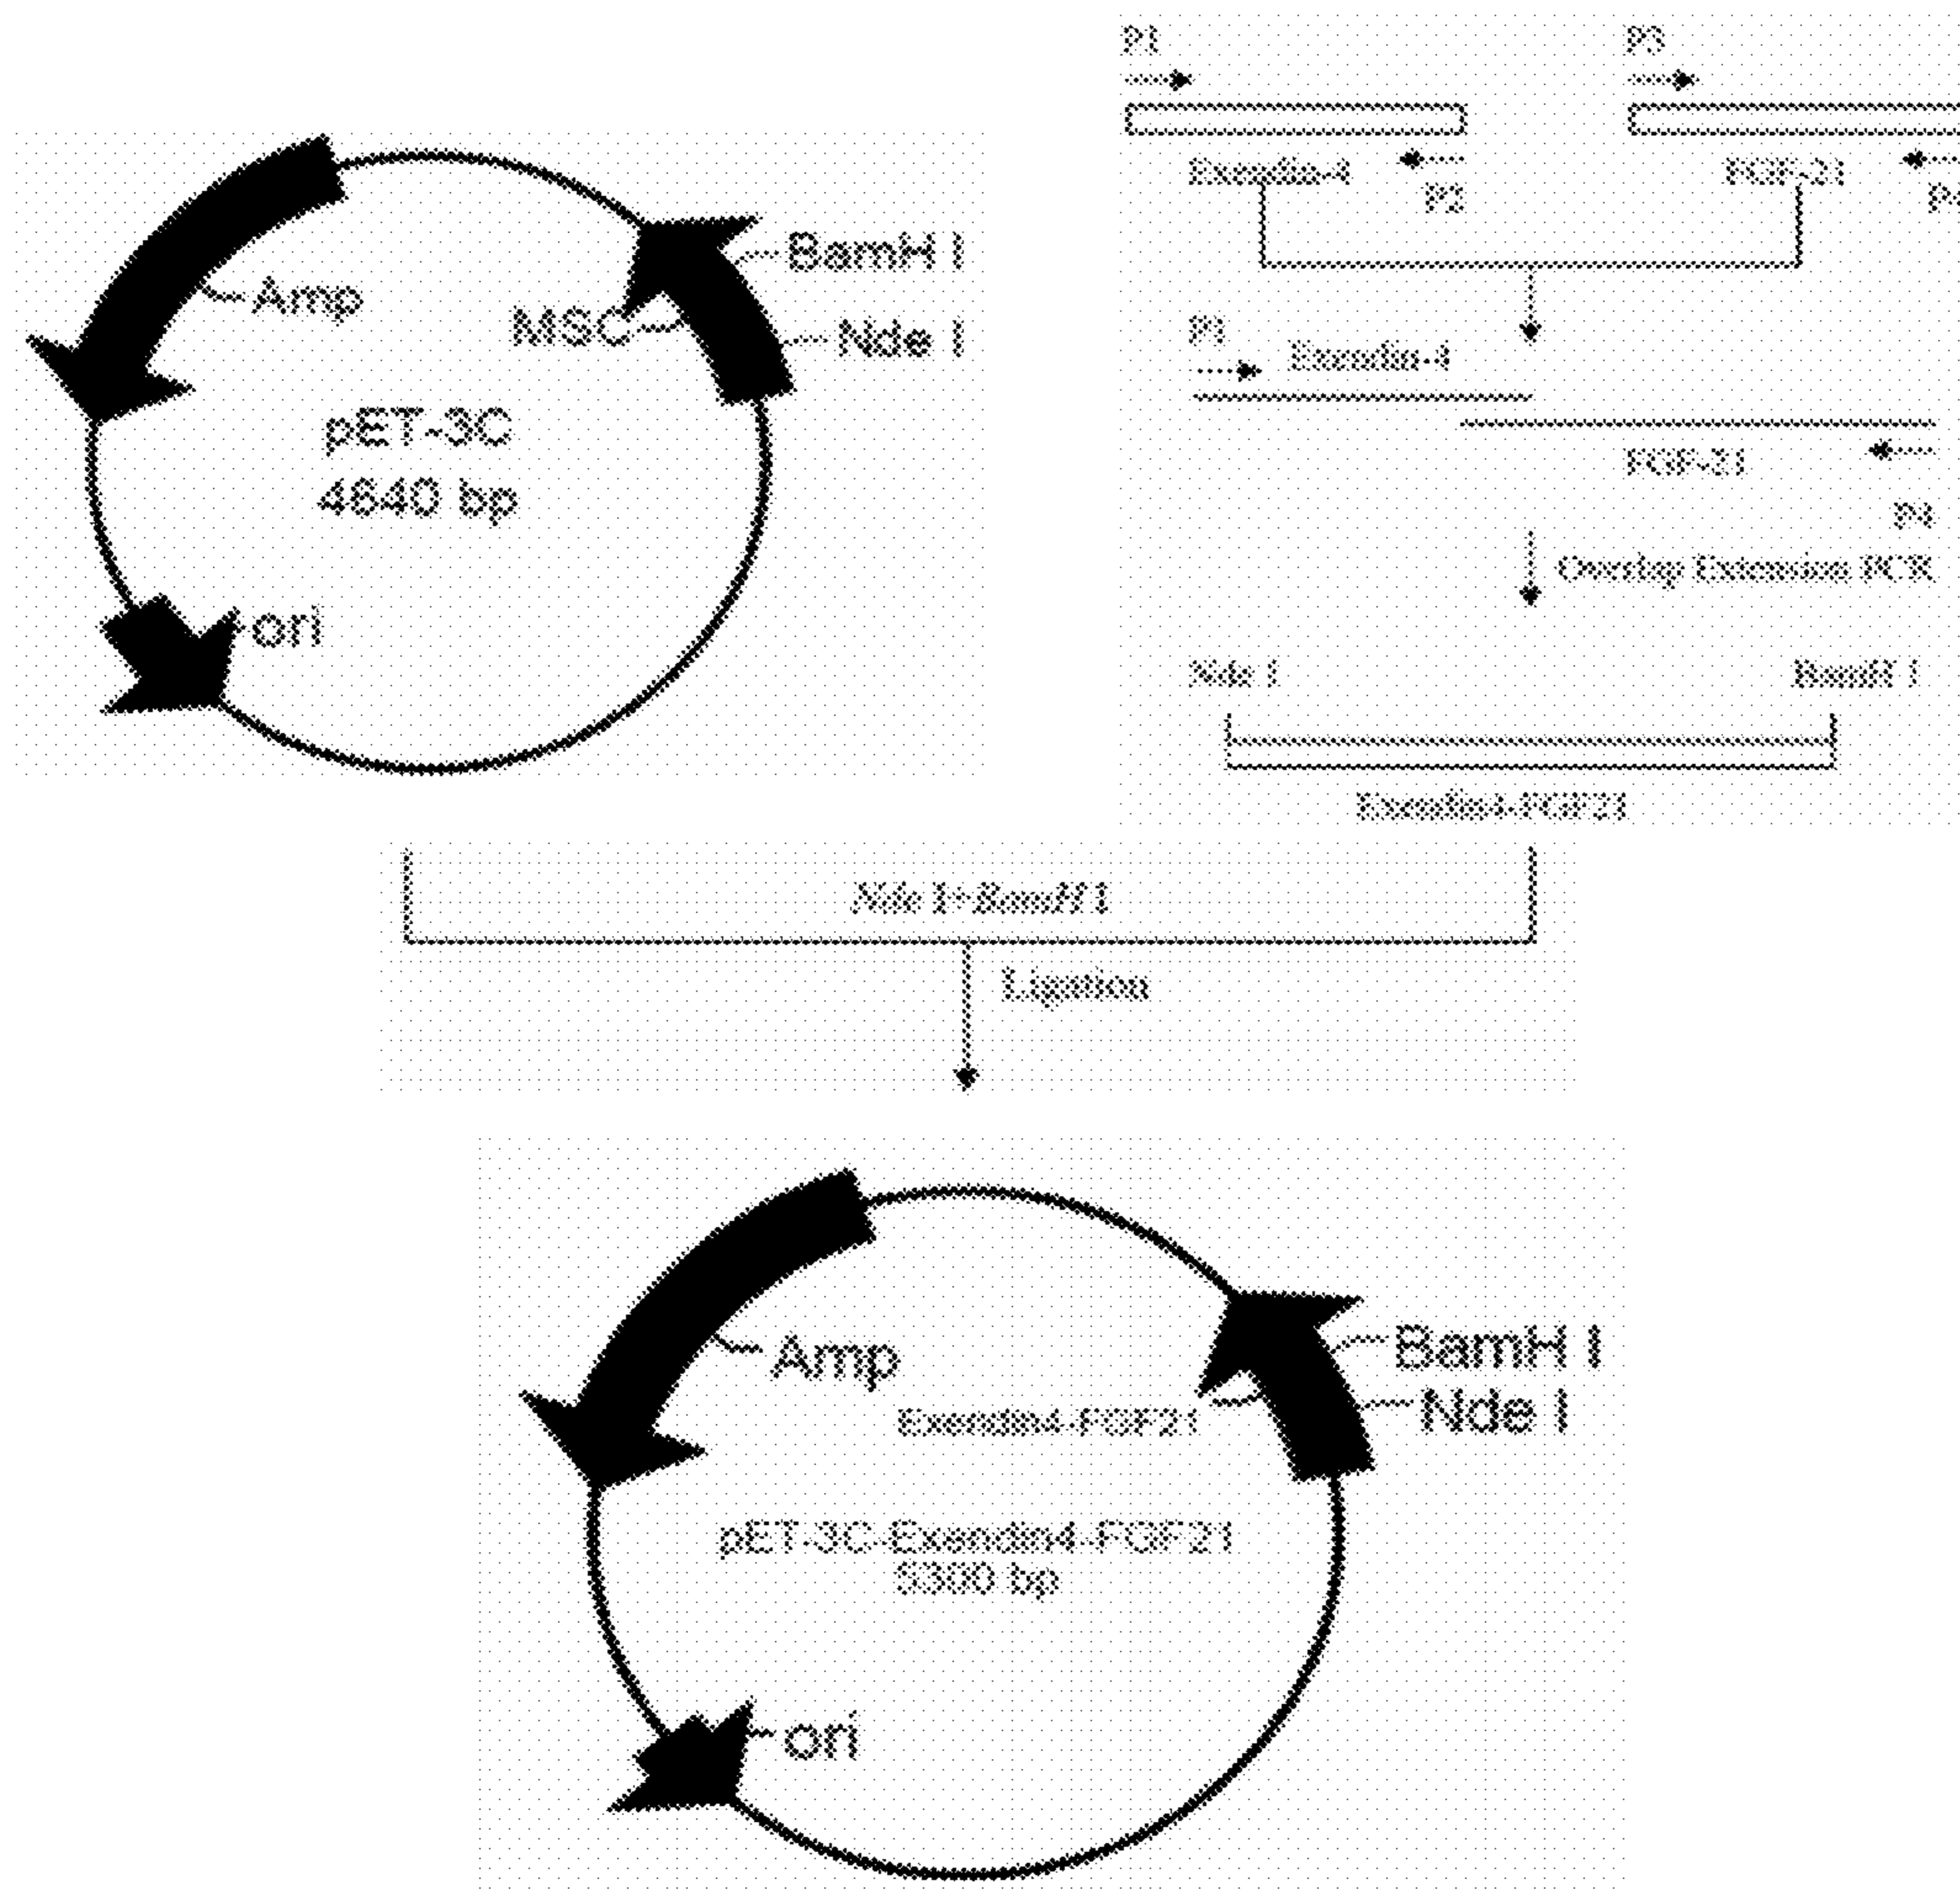 Amp
BamH I
MSC
Nde I
pET-3C
4640 bp
ori
P1
P3
Exendin-4
P2
FGF-21
P4
P1
Exendin-4
FGF-21
P4
Overlap Extension PCR
Nde I
BamH I
Exendin4-FGF21
Nde I+BamH I
Ligation
Amp
BamH I
Nde I
Exendin4-FGF21
pET-3C-Exendin4-FGF21
5300 bp
ori